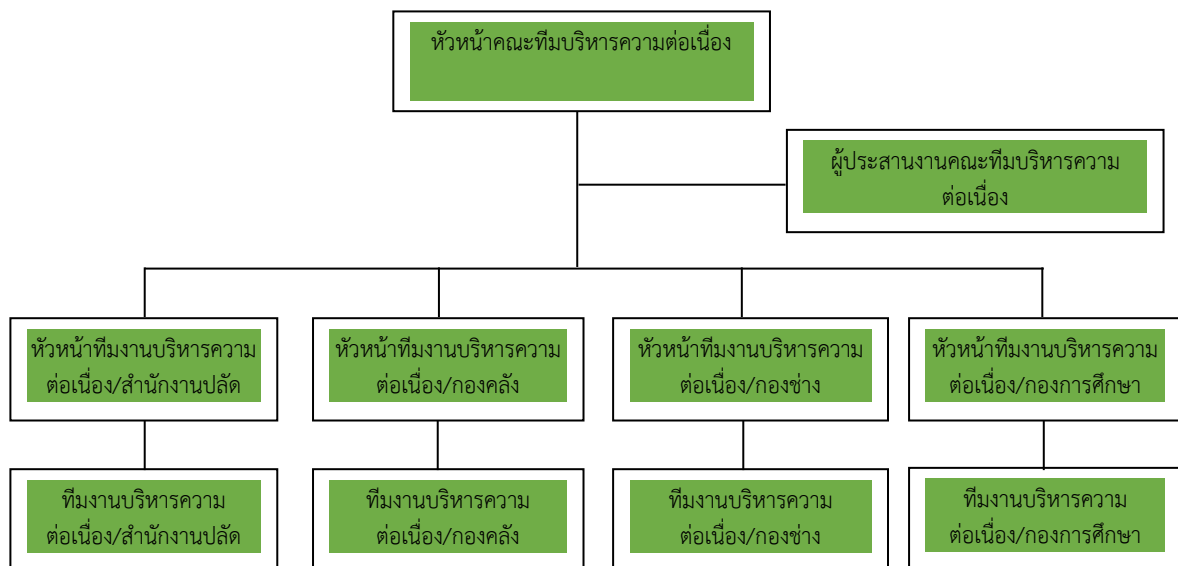 หัวหน้าคณะทีมบริหารความต่อเนื่อง
ผู้ประสานงานคณะทีมบริหารความ
ต่อเนื่อง
หัวหน้าทีมงานบริหารความ
ต่อเนื่อง/สำนักงานปลัด
หัวหน้าทีมงานบริหารความ
ต่อเนื่อง/กองคลัง
หัวหน้าทีมงานบริหารความ
ต่อเนื่อง/กองช่าง
หัวหน้าทีมงานบริหารความ
ต่อเนื่อง/กองการศึกษา
ทีมงานบริหารความ
ต่อเนื่อง/สำนักงานปลัด
ทีมงานบริหารความ
ต่อเนื่อง/กองคลัง
ทีมงานบริหารความ
ต่อเนื่อง/กองช่าง
ทีมงานบริหารความ
ต่อเนื่อง/กองการศึกษา